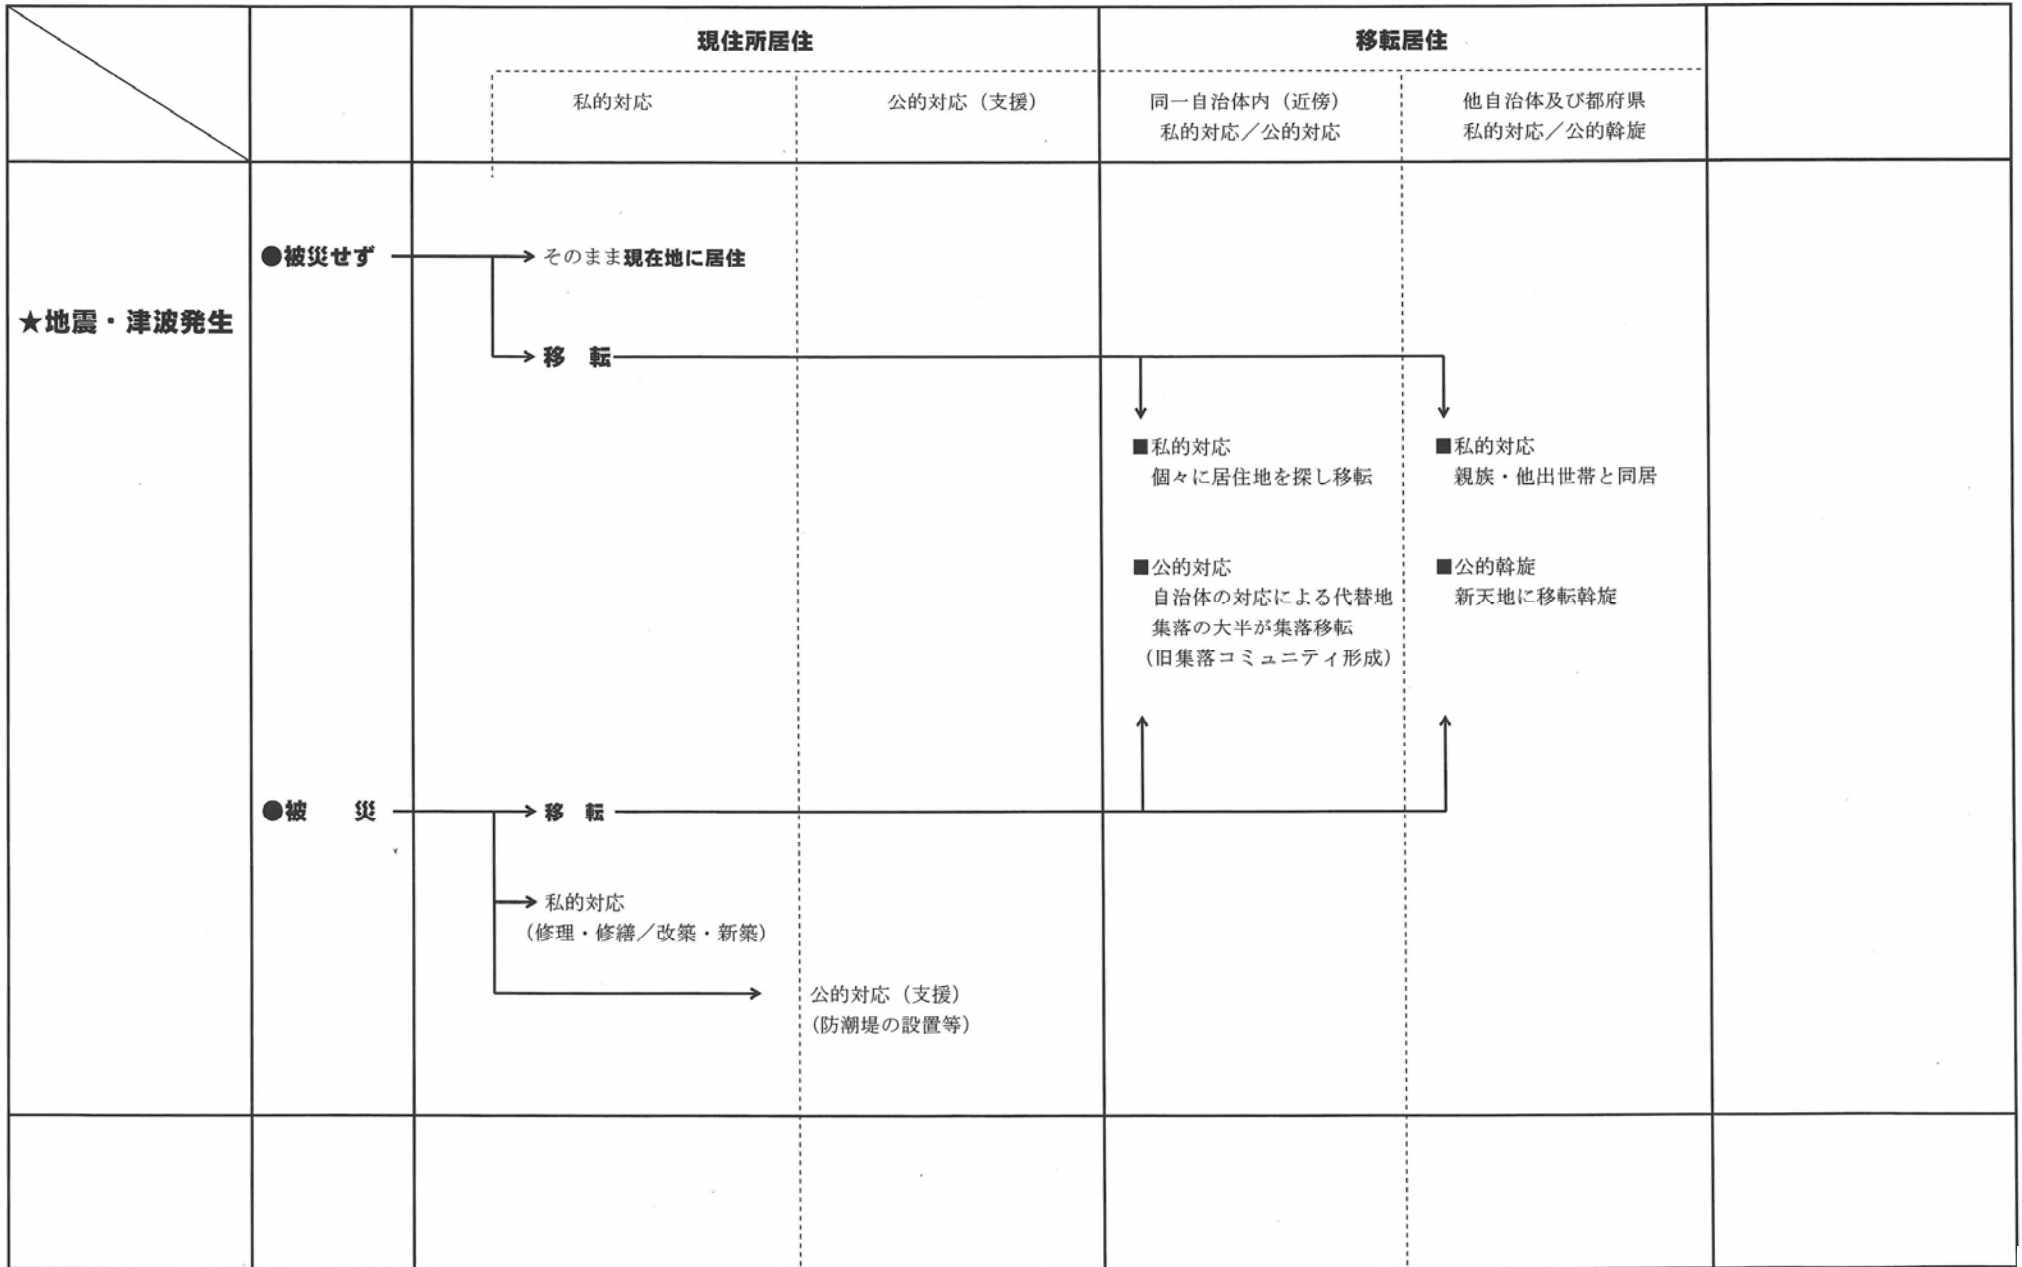 現住所居住
移転居住
私的対応
公的対応（支援）
同一自治体内（近傍）
私的対応／公的対応
他自治体及び都府県
私的対応／公的斡旋
★地震・津波発生
●被災せず
そのまま現在地に居住
移　転
■私的対応
個々に居住地を探し移転
■私的対応
親族・他出世帯と同居
■公的対応
自治体の対応による代替地
集落の大半が集落移転
（旧集落コミュニティ形成）
■公的斡旋
新天地に移転斡旋
●被　　災
移　転
私的対応
（修理・修繕／改築・新築）
公的対応（支援）
（防潮堤の設置等）